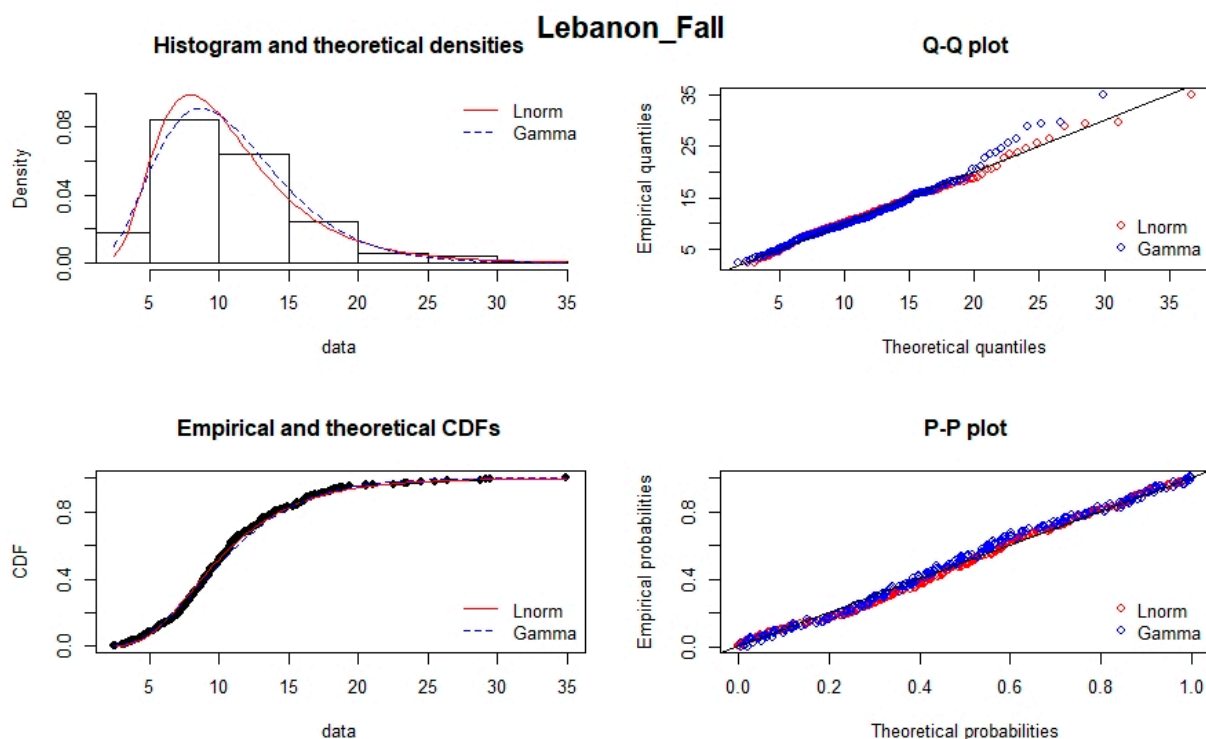 Lebanon_Fall
Histogram and theoretical densities
Density
0.00 0.04 0.08
Lnorm
Gamma
5 10 15 20 25 30 35
data
Q-Q plot
Empirical quantiles
5 15 25 35
Lnorm
Gamma
5 10 15 20 25 30 35
Theoretical quantiles
Empirical and theoretical CDFs
CDF
0.0 0.4 0.8
Lnorm
Gamma
5 10 15 20 25 30 35
data
P-P plot
Empirical probabilities
0.0 0.4 0.8
Lnorm
Gamma
0.0 0.2 0.4 0.6 0.8 1.0
Theoretical probabilities